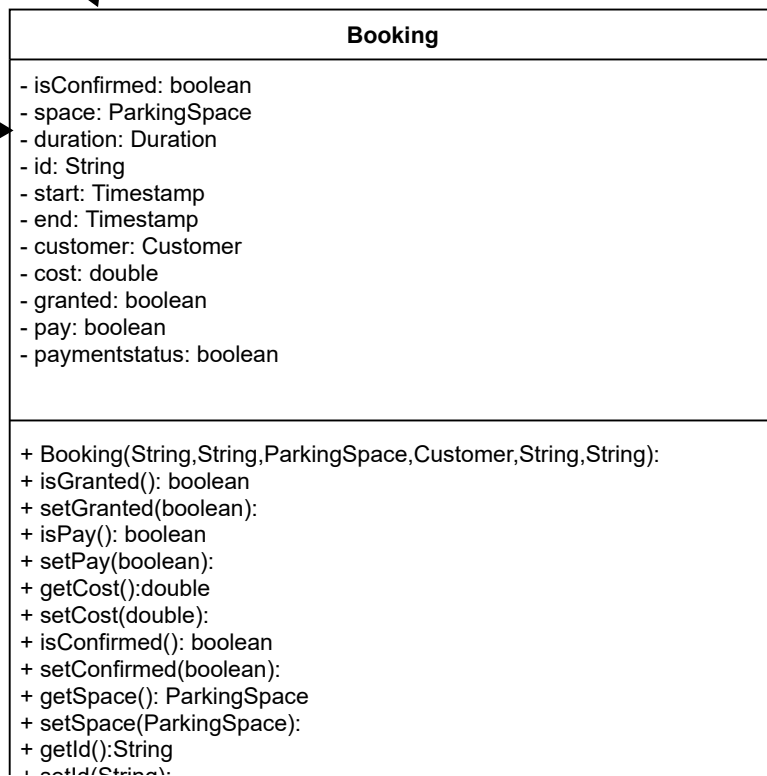 Booking
- isConfirmed: boolean
- space: ParkingSpace
- duration: Duration
- id: String
- start: Timestamp
- end: Timestamp
- customer: Customer
- cost: double
- granted: boolean
- pay: boolean
- paymentstatus: boolean
+ Booking(String,String,ParkingSpace,Customer,String,String):
+ isGranted(): boolean
+ setGranted(boolean):
+ isPay(): boolean
+ setPay(boolean):
+ getCost():double
+ setCost(double):
+ isConfirmed(): boolean
+ setConfirmed(boolean):
+ getSpace(): ParkingSpace
+ setSpace(ParkingSpace):
+ getId():String
+ setId(String):